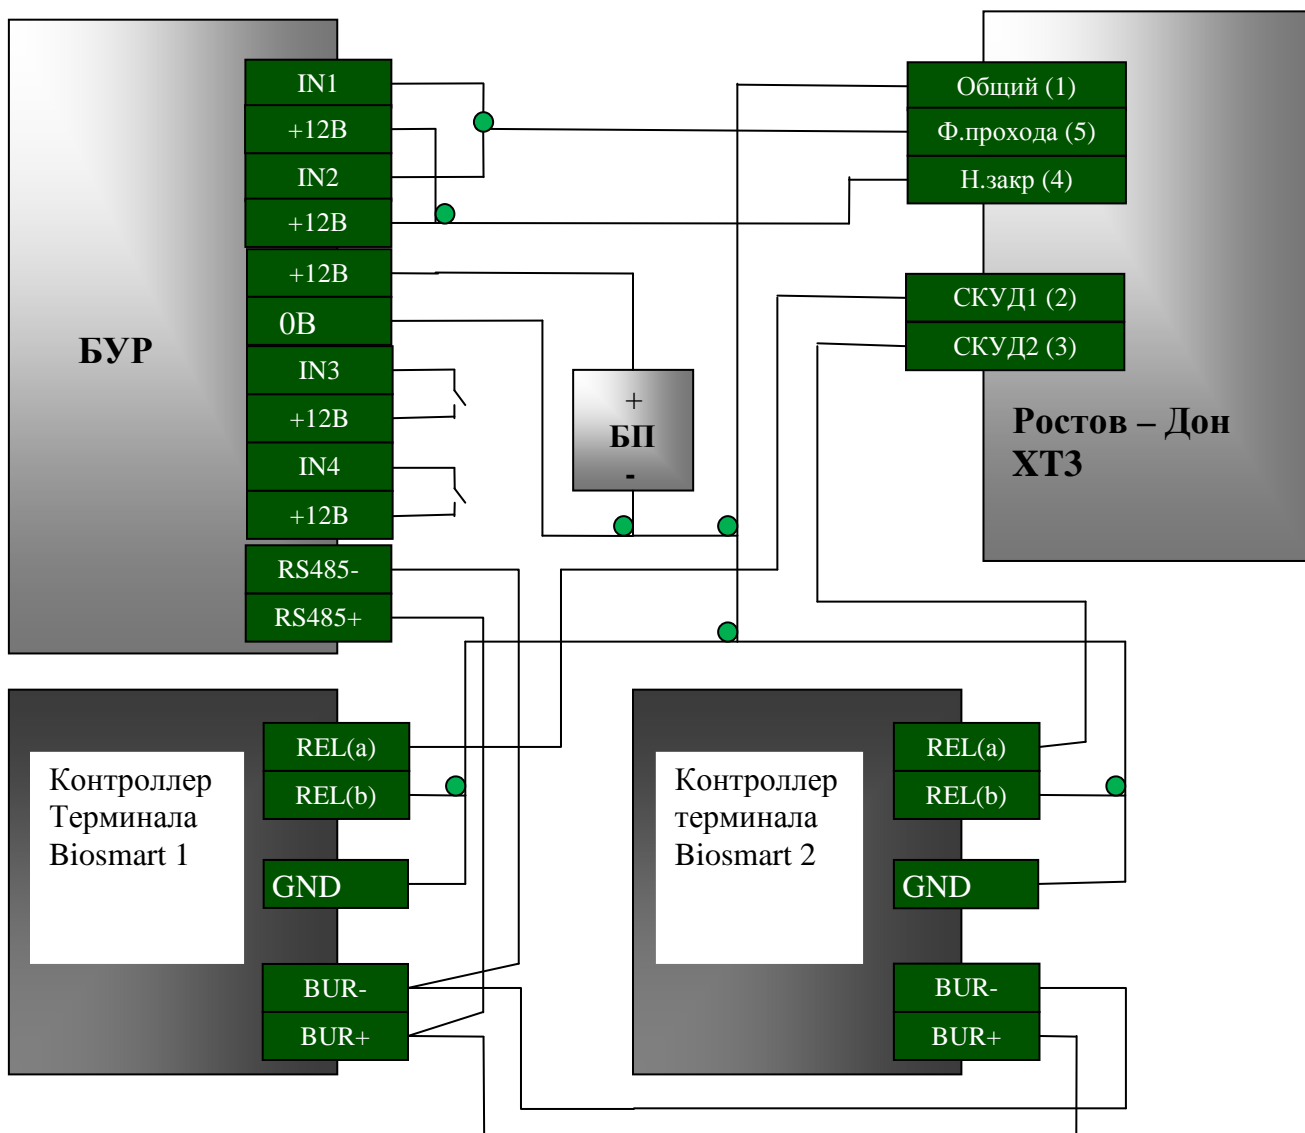 БУР
IN1
+12В
IN2
+12В
+12В
0В
IN3
+12В
IN4
+12В
RS485-
RS485+
+
БП
-
Общий (1)
Ф.прохода (5)
Н.закр (4)
СКУД1 (2)
СКУД2 (3)
Ростов – Дон
XT3
Контроллер
Терминала
Biosmart 1
REL(a)
REL(b)
GND
BUR-
BUR+
Контроллер
терминала
Biosmart 2
REL(a)
REL(b)
GND
BUR-
BUR+